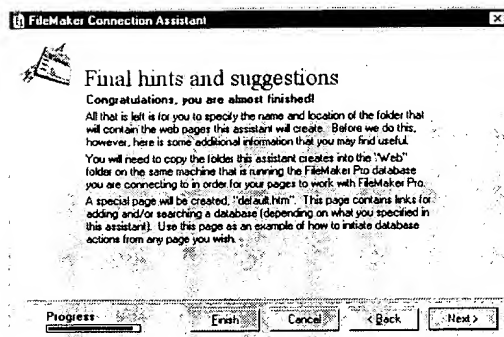 FileMaker Connection Assistant
Final hints and suggestions
Congratulations, you are almost finished!
All that is left is for you to specify the name and location of the folder that
will contain the web pages this assistant will create. Before we do this,
however, here is some additional information that you may find useful.
You will need to copy the folder this assistant creates into the "Web"
folder on the same machine that is running the FileMaker Pro database
you are connecting to in order for your pages to work with FileMaker Pro.
A special page will be created, "default.htm". This page contains links for
adding and/or searching a database (depending on what you specified in
this assistant). Use this page as an example of how to initiate database
actions from any page you wish.
Progress Finish Cancel < Back Next >